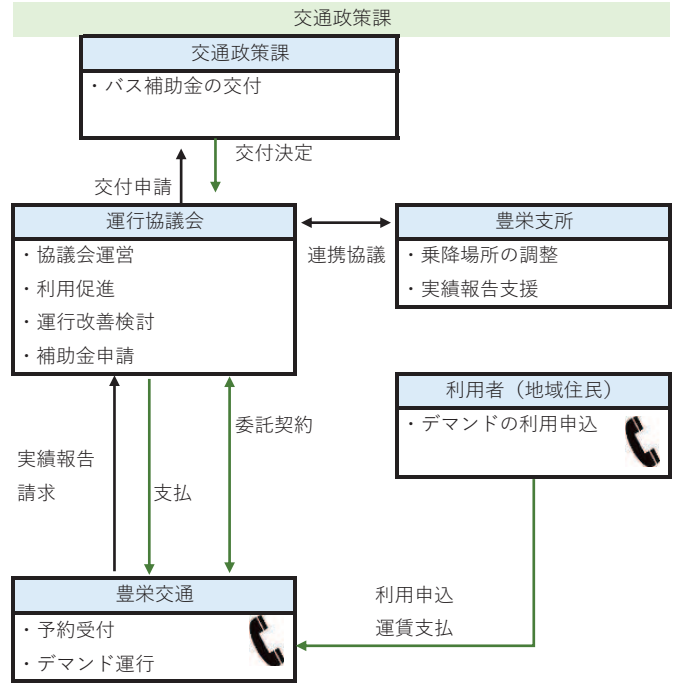 交通政策課
交通政策課
・バス補助金の交付
交付決定
交付申請
運行協議会
・協議会運営
・利用促進
・運行改善検討
・補助金申請
連携協議
豊栄支所
・乗降場所の調整
・実績報告支援
利用者（地域住民）
・デマンドの利用申込
委託契約
実績報告
請求
支払
豊栄交通
・予約受付
・デマンド運行
利用申込
運賃支払